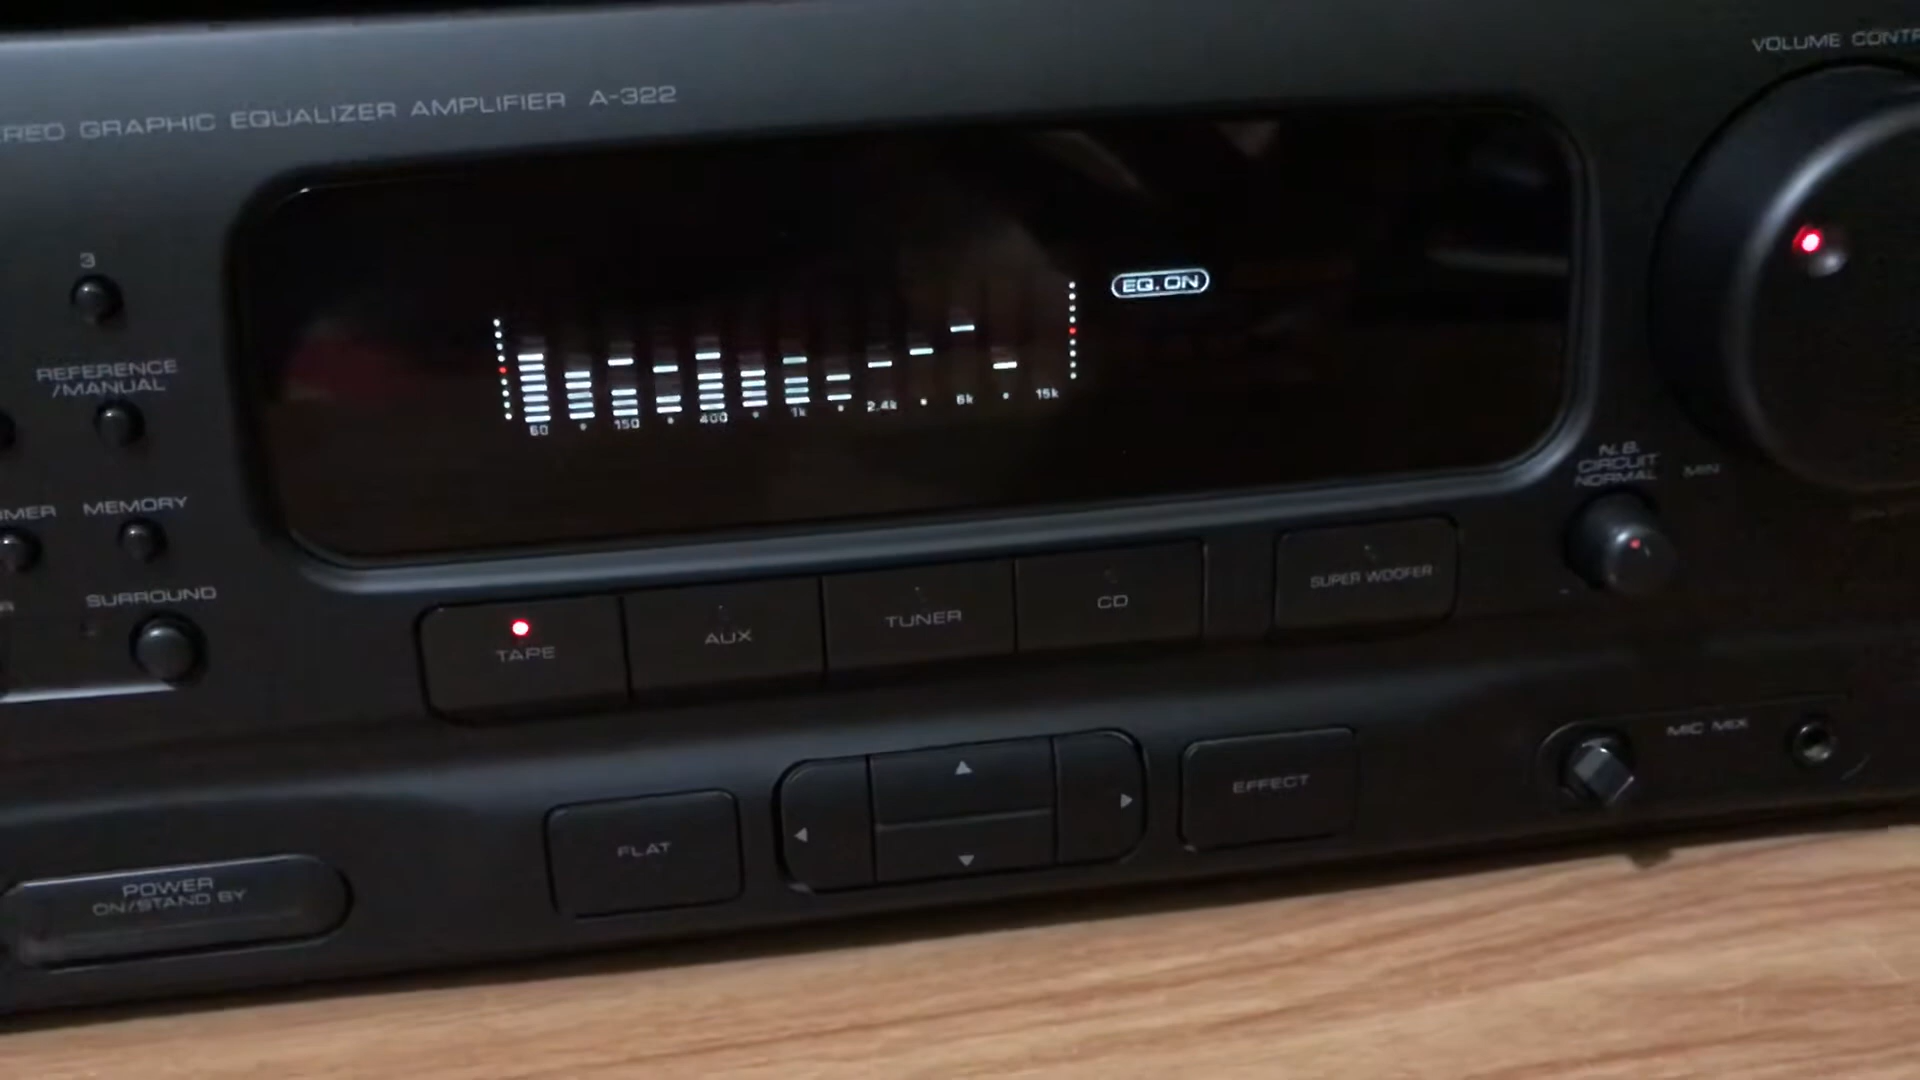 VOLUME CONTR
REO GRAPHIC EQUALIZER AMPLIFIER A-322
3
EQ. ON
REFERENCE
/MANUAL
60 150 400 1k 2.4k 6k 15k
N.B.
CIRCUIT
NORMAL
MIN
MEMORY
SURROUND
TAPE
AUX
TUNER
CD
SUPER WOOFER
MIC MIX
FLAT
EFFECT
POWER
ON/STAND BY